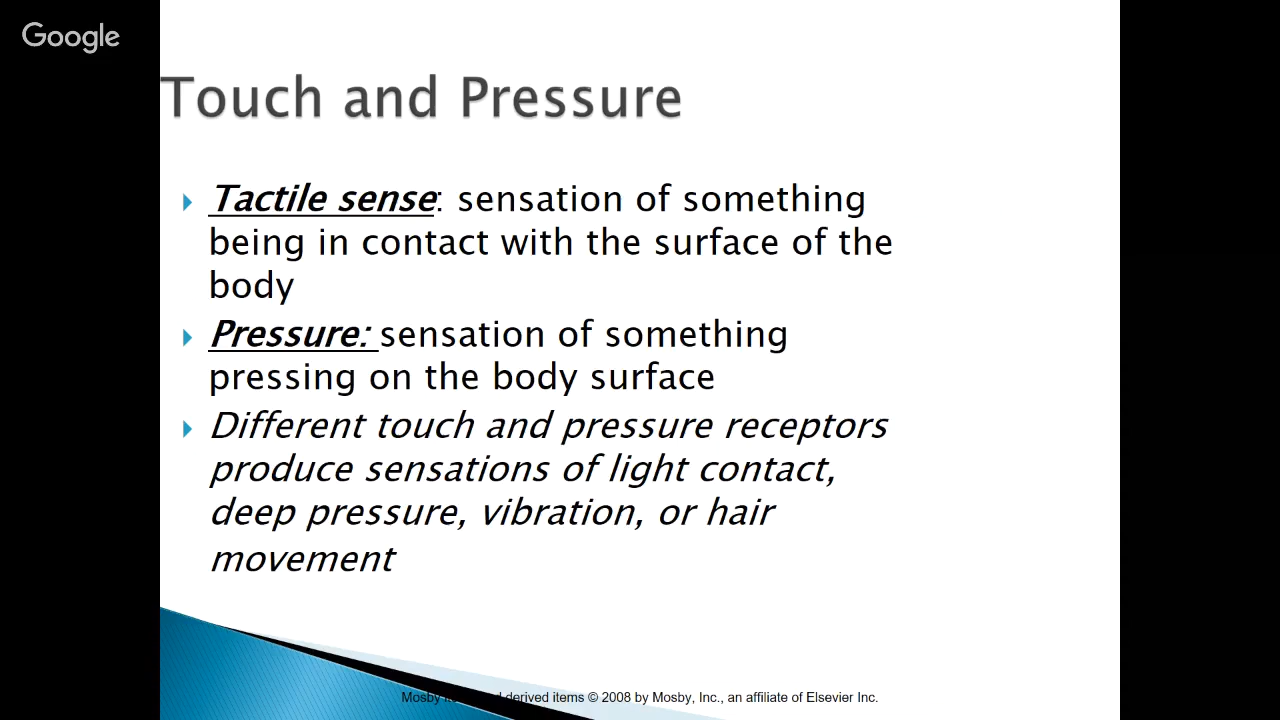 Google
Touch and Pressure
Tactile sense: sensation of something
being in contact with the surface of the
body
Pressure: sensation of something
pressing on the body surface
Different touch and pressure receptors
produce sensations of light contact,
deep pressure, vibration, or hair
movement
Mosby derived items © 2008 by Mosby, Inc., an affiliate of Elsevier Inc.